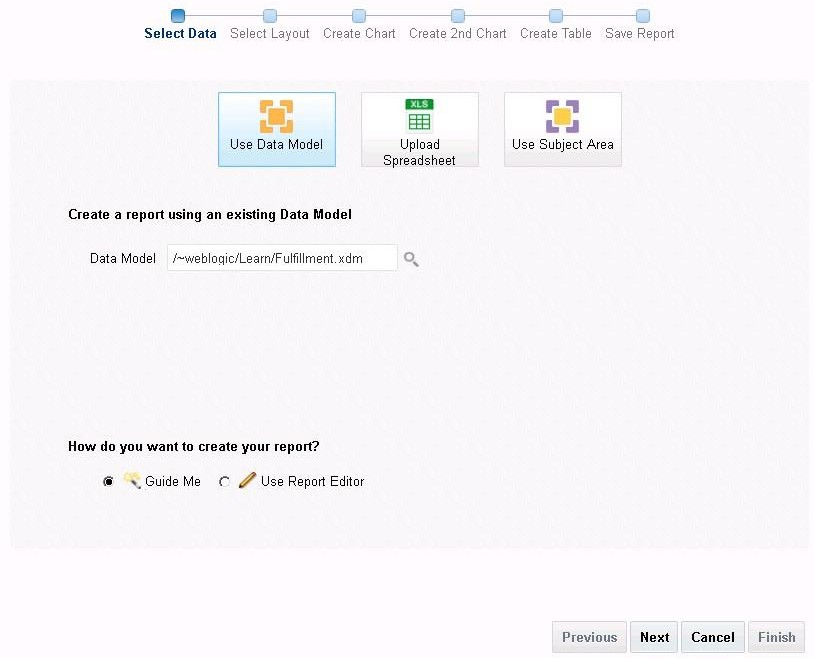 Select Data Select Layout Create Chart Create 2nd Chart Create Table Save Report
XLS
Use Data Model Upload Spreadsheet Use Subject Area
Create a report using an existing Data Model
Data Model /~weblogic/Learn/Fulfillment.xdm
How do you want to create your report?
Guide Me Use Report Editor
Previous Next Cancel Finish